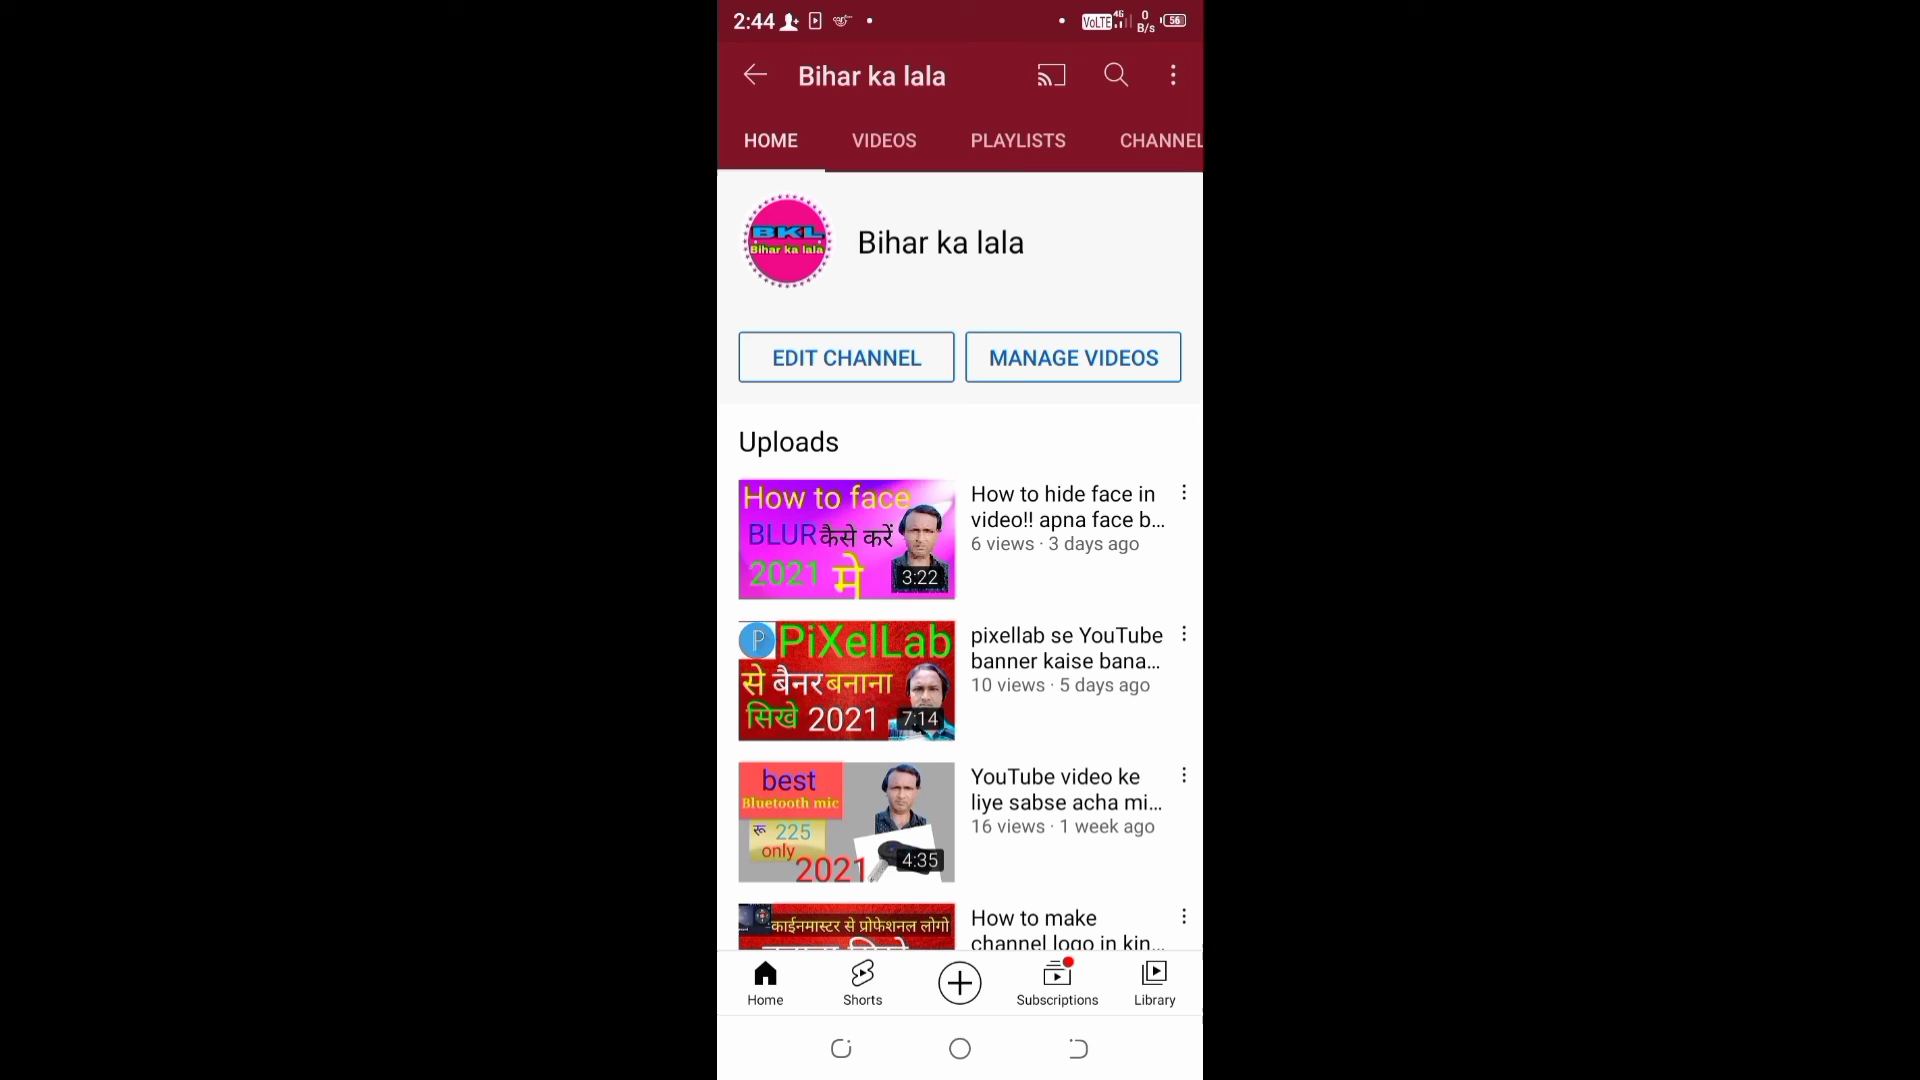 2:44
VoLTE 4G 0 B/s 56
Bihar ka lala
HOME VIDEOS PLAYLISTS CHANNEL
BKL
Bihar ka lala
Bihar ka lala
EDIT CHANNEL MANAGE VIDEOS
Uploads
How to face
BLUR कैसे करें
2021 मे
3:22
How to hide face in
video!! apna face b...
6 views · 3 days ago
P PiXelLab
से बैनर बनाना
सिखे 2021
7:14
pixellab se YouTube
banner kaise bana...
10 views · 5 days ago
best
Bluetooth mic
रू 225
only
2021
4:35
YouTube video ke
liye sabse acha mi...
16 views · 1 week ago
काईनमास्टर से प्रोफेशनल लोगो
How to make
channel logo in kin...
Home Shorts Subscriptions Library